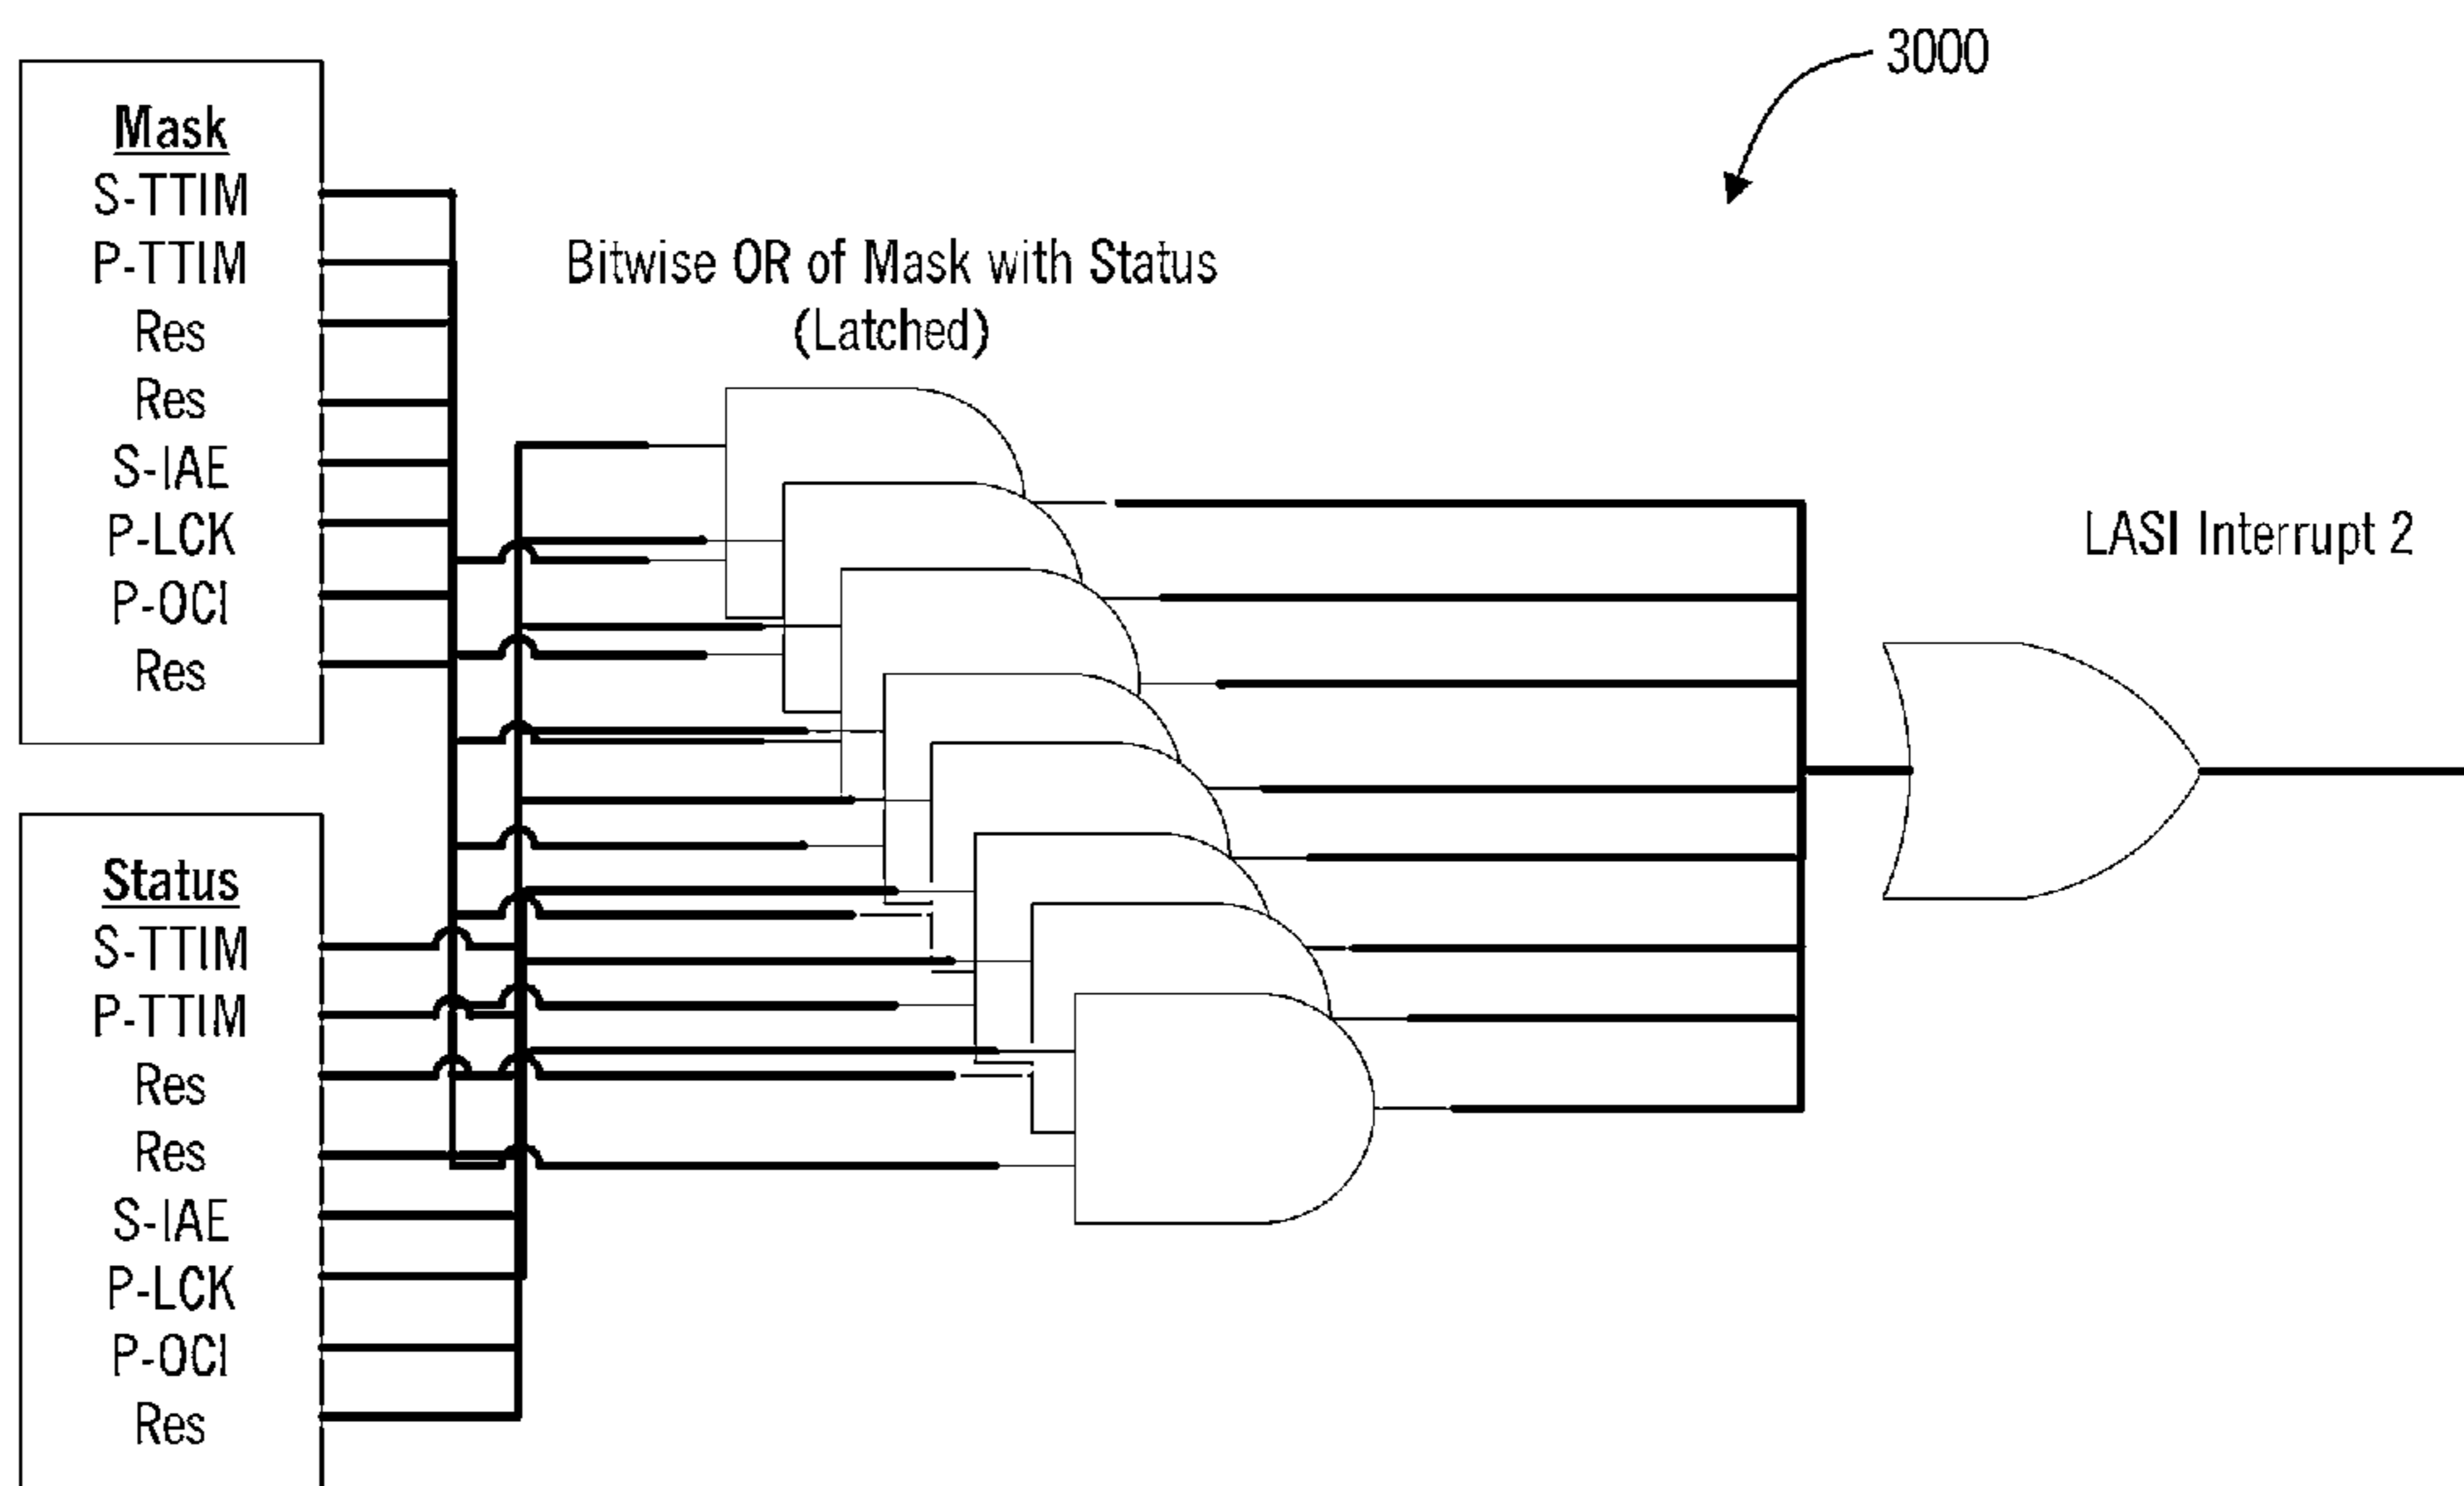 3000
Mask
S-TTIM
P-TTIM
Res
Res
S-IAE
P-LCK
P-OCI
Res
Bitwise OR of Mask with Status
(Latched)
LASI Interrupt 2
Status
S-TTIM
P-TTIM
Res
Res
S-IAE
P-LCK
P-OCI
Res